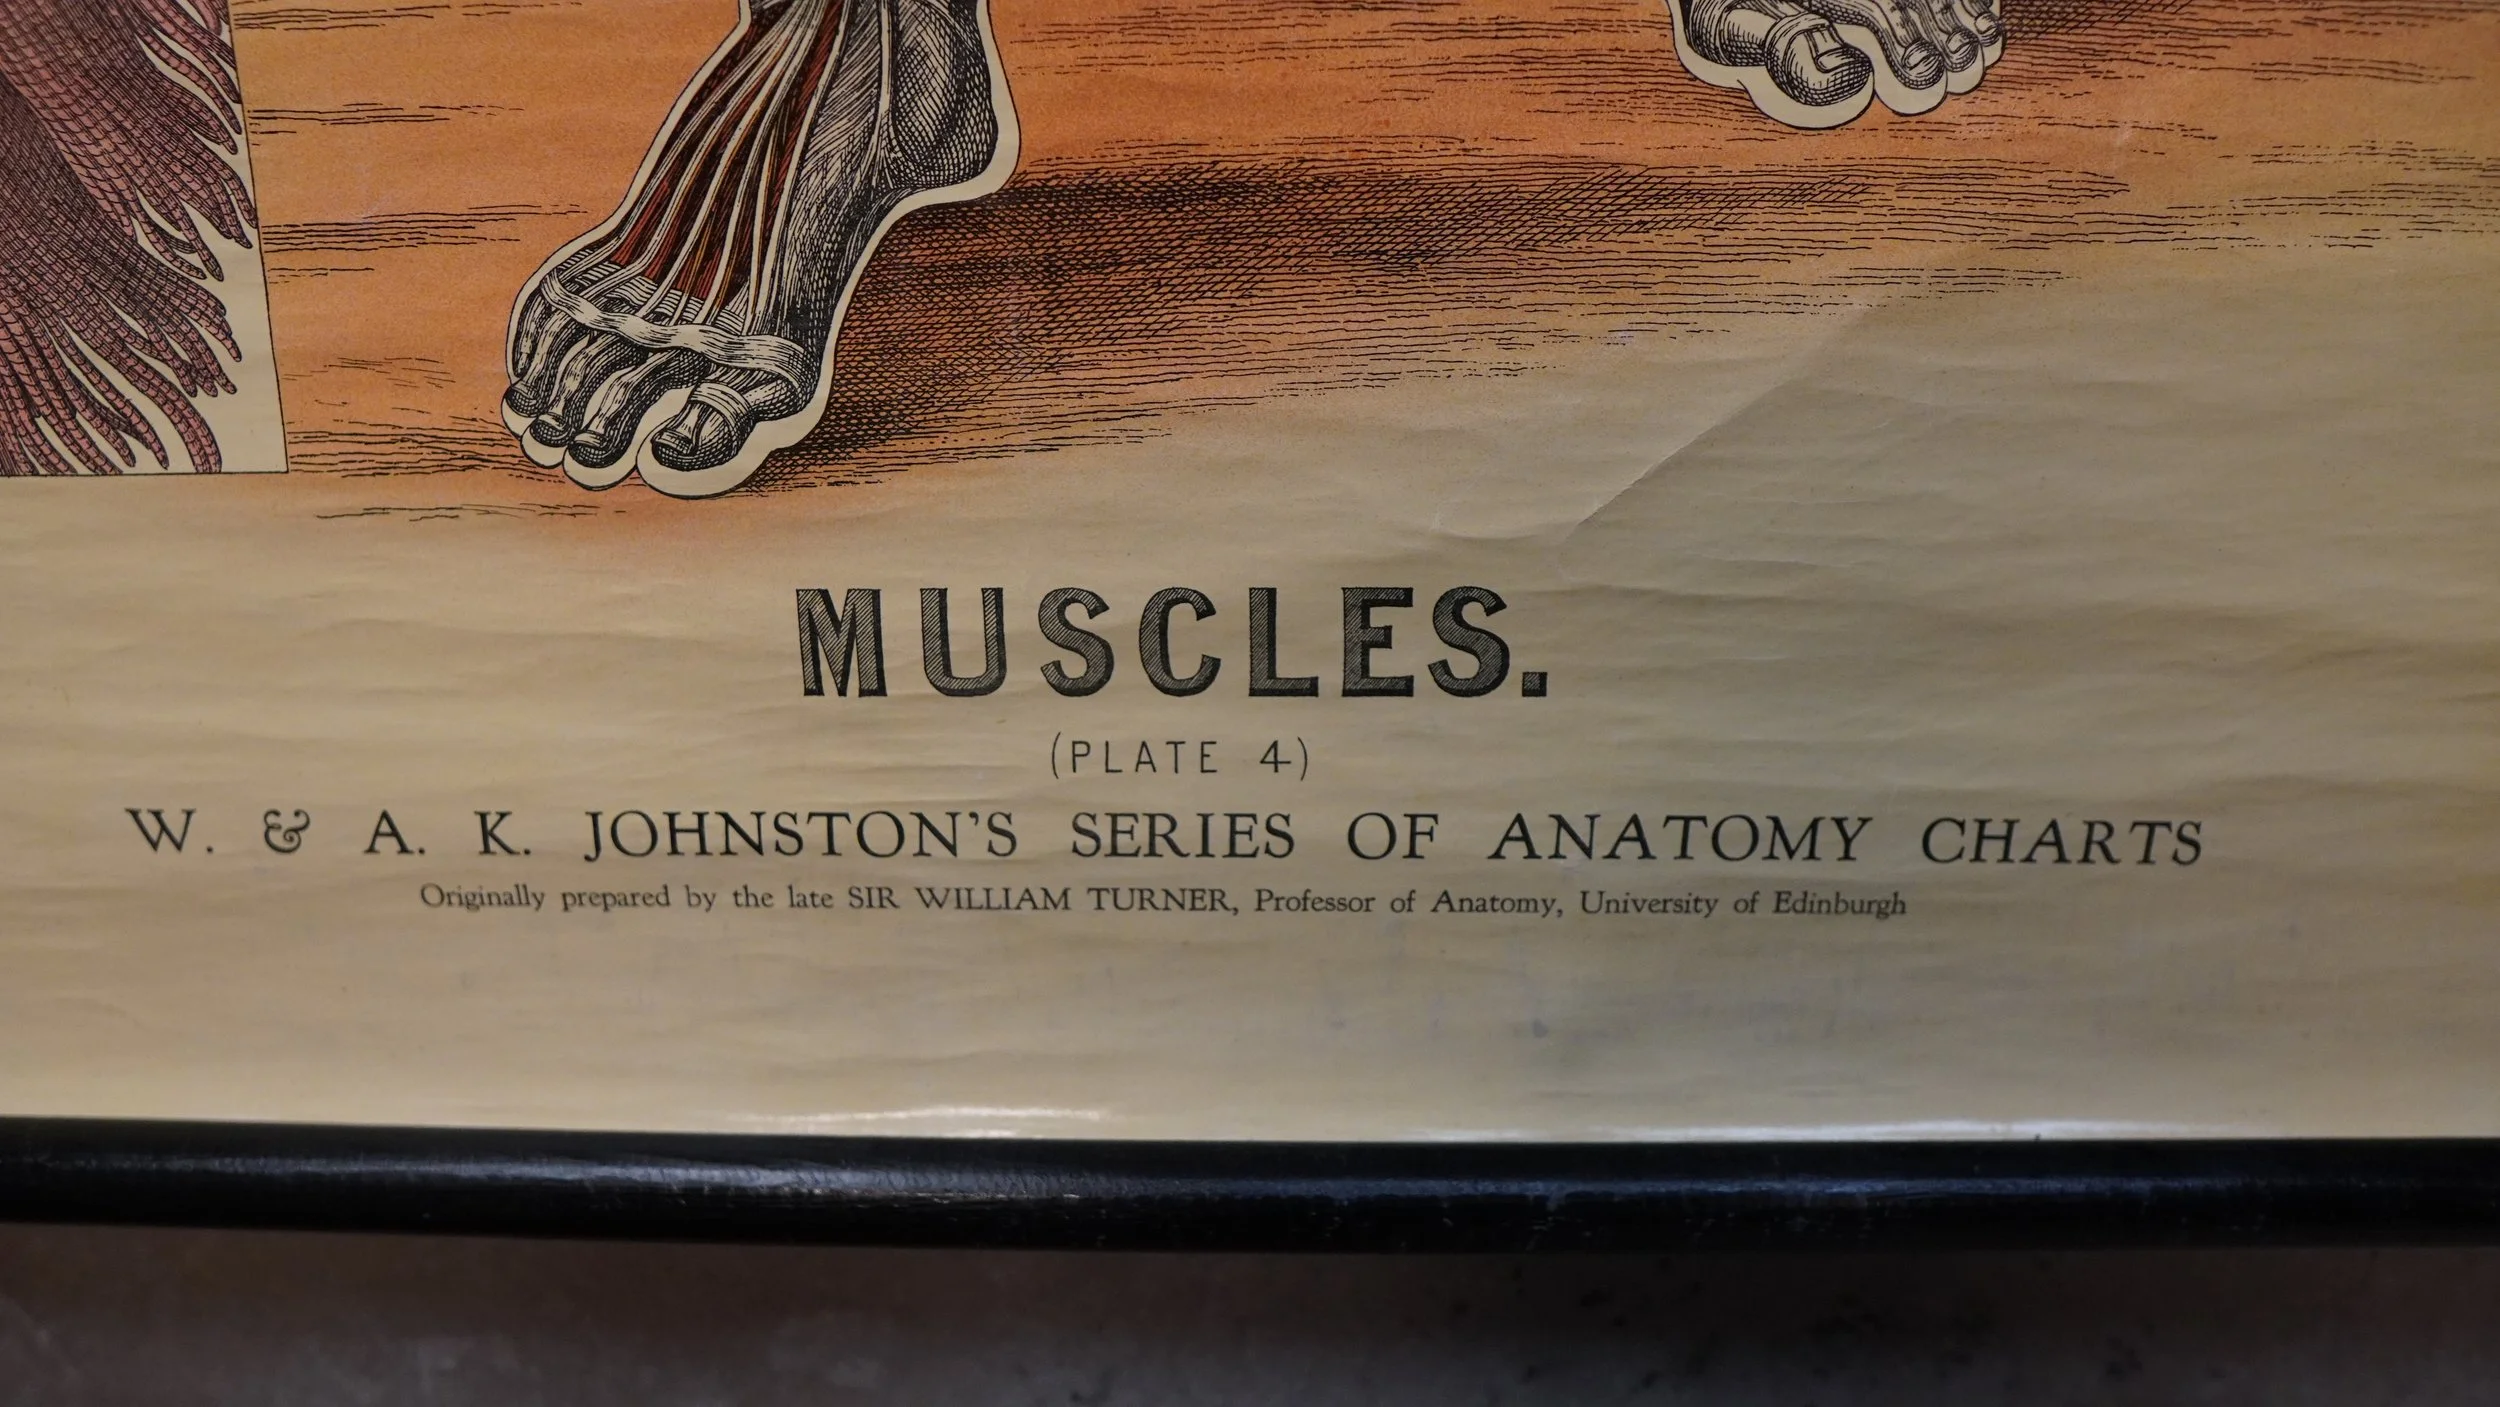 MUSCLES.
(PLATE 4)
W. & A. K. JOHNSTON'S SERIES OF ANATOMY CHARTS
Originally prepared by the late SIR WILLIAM TURNER, Professor of Anatomy, University of Edinburgh